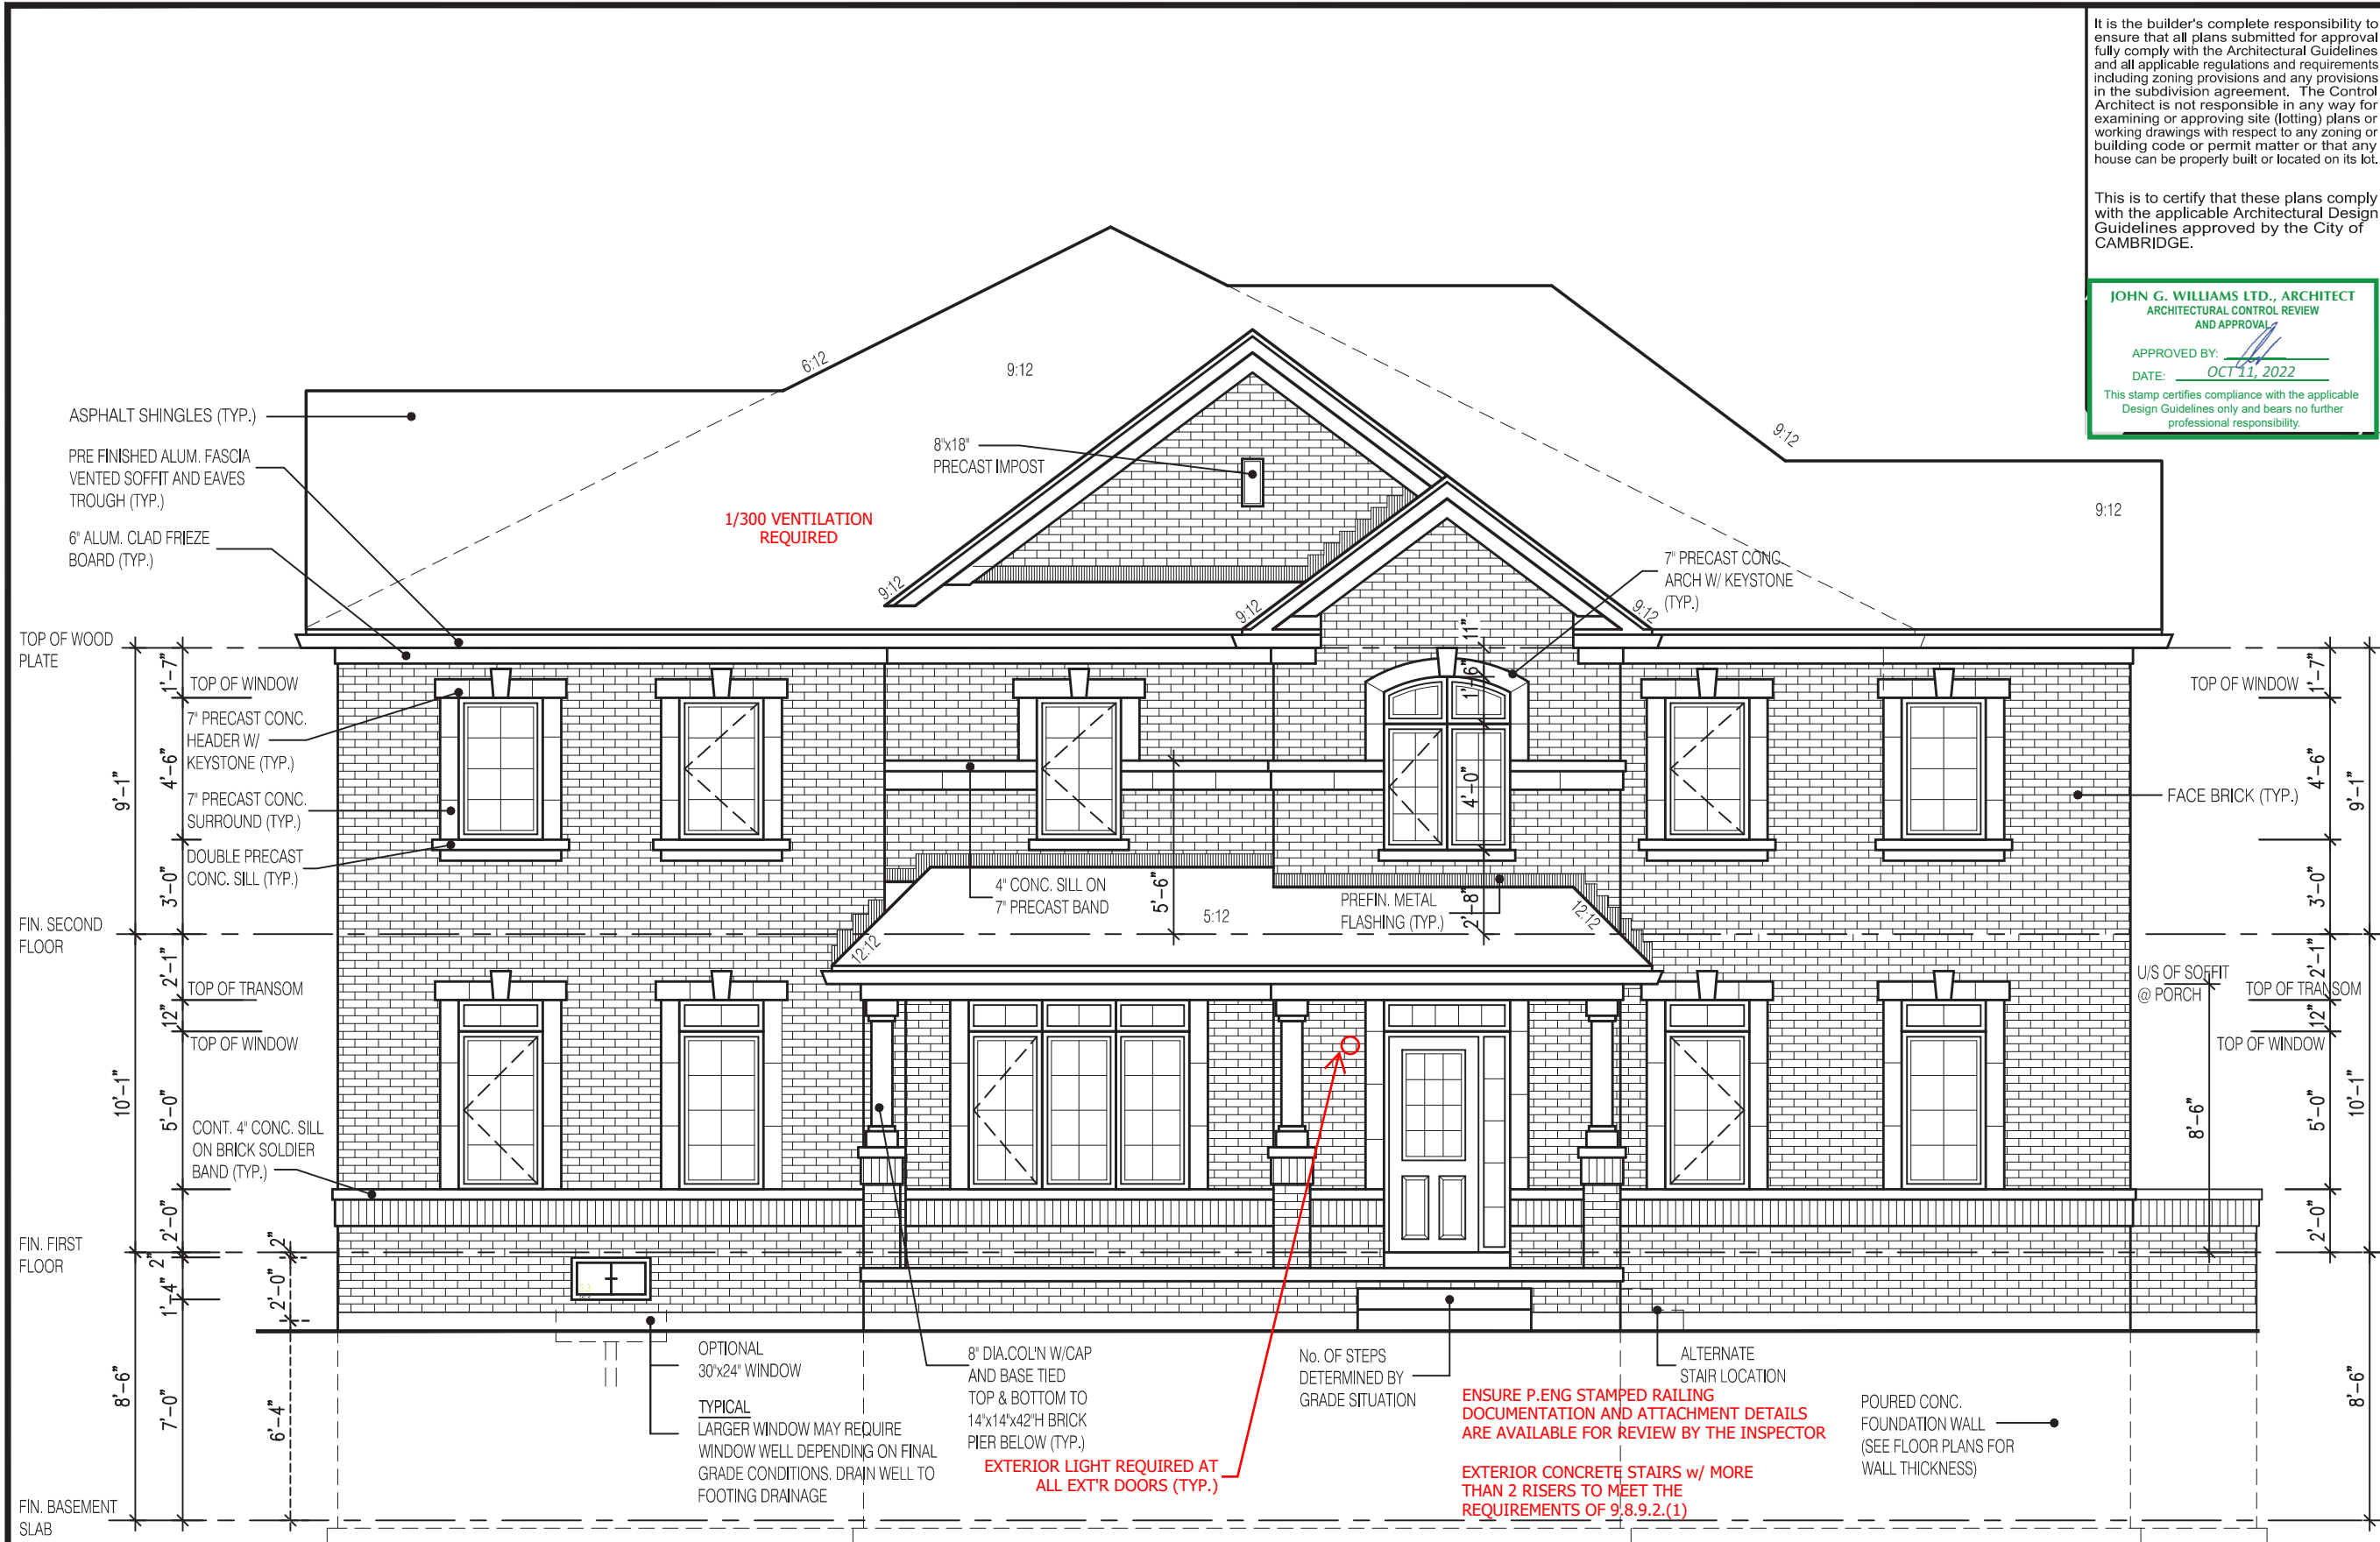 It is the builder's complete responsibility to
ensure that all plans submitted for approval
fully comply with the Architectural Guidelines
and all applicable regulations and requirements
including zoning provisions and any provisions
in the subdivision agreement. The Control
Architect is not responsible in any way for
examining or approving site (lotting) plans or
working drawings with respect to any zoning or
building code or permit matter or that any
house can be properly built or located on its lot.
This is to certify that these plans comply
with the applicable Architectural Design
Guidelines approved by the City of
CAMBRIDGE.
JOHN G. WILLIAMS LTD., ARCHITECT
ARCHITECTURAL CONTROL REVIEW
AND APPROVAL
APPROVED BY:
DATE: OCT 11, 2022
This stamp certifies compliance with the applicable
Design Guidelines only and bears no further
professional responsibility.
6:12
9:12
9:12
9:12
ASPHALT SHINGLES (TYP.)
PRE FINISHED ALUM. FASCIA
VENTED SOFFIT AND EAVES
TROUGH (TYP.)
6" ALUM. CLAD FRIEZE
BOARD (TYP.)
8"x18"
PRECAST IMPOST
1/300 VENTILATION
REQUIRED
9:12
9:12
9:12
7" PRECAST CONC.
ARCH W/ KEYSTONE
(TYP.)
TOP OF WOOD
PLATE
1'-7"
TOP OF WINDOW
7" PRECAST CONC.
HEADER W/
KEYSTONE (TYP.)
9'-1"
4'-6"
7" PRECAST CONC.
SURROUND (TYP.)
DOUBLE PRECAST
CONC. SILL (TYP.)
3'-0"
11"
1'-6"
4'-0"
2'-8"
5'-6"
4" CONC. SILL ON
7" PRECAST BAND
5:12
PREFIN. METAL
FLASHING (TYP.)
12:12
12:12
TOP OF WINDOW
1'-7"
4'-6"
9'-1"
FACE BRICK (TYP.)
3'-0"
FIN. SECOND
FLOOR
2'-1"
TOP OF TRANSOM
12"
TOP OF WINDOW
10'-1"
5'-0"
CONT. 4" CONC. SILL
ON BRICK SOLDIER
BAND (TYP.)
2'-0"
U/S OF SOFFIT
@ PORCH
2'-1"
TOP OF TRANSOM
12"
TOP OF WINDOW
8'-6"
5'-0"
10'-1"
2'-0"
FIN. FIRST
FLOOR
2"
2"
1'-4"
2'-0"
8'-6"
7'-0"
6'-4"
OPTIONAL
30"x24" WINDOW
TYPICAL
LARGER WINDOW MAY REQUIRE
WINDOW WELL DEPENDING ON FINAL
GRADE CONDITIONS. DRAIN WELL TO
FOOTING DRAINAGE
8" DIA.COL'N W/CAP
AND BASE TIED
TOP & BOTTOM TO
14"x14"x42"H BRICK
PIER BELOW (TYP.)
EXTERIOR LIGHT REQUIRED AT
ALL EXT'R DOORS (TYP.)
No. OF STEPS
DETERMINED BY
GRADE SITUATION
ALTERNATE
STAIR LOCATION
ENSURE P.ENG STAMPED RAILING
DOCUMENTATION AND ATTACHMENT DETAILS
ARE AVAILABLE FOR REVIEW BY THE INSPECTOR
EXTERIOR CONCRETE STAIRS w/ MORE
THAN 2 RISERS TO MEET THE
REQUIREMENTS OF 9.8.9.2.(1)
POURED CONC.
FOUNDATION WALL
(SEE FLOOR PLANS FOR
WALL THICKNESS)
8'-6"
FIN. BASEMENT
SLAB